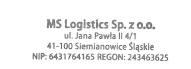 MS Logistics Sp. z o.o.
ul. Jana Pawła II 4/1
41-100 Siemianowice Śląskie
NIP: 6431764165 REGON: 243463625